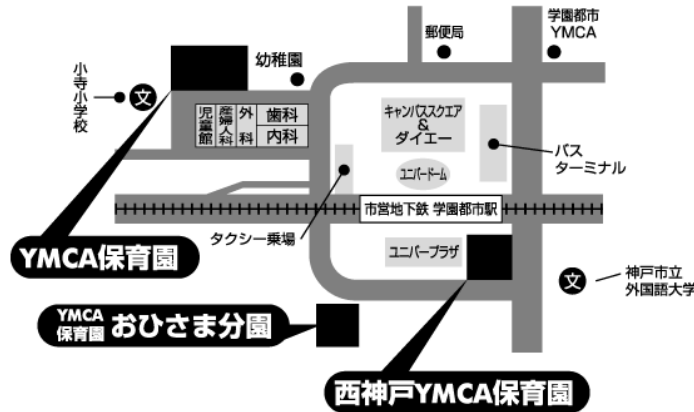 学園都市
YMCA
郵便局
幼稚園
小寺小学校
文
児童館
産婦人科
外科
歯科
内科
キャンパススクエア
&
ダイエー
バス
ターミナル
ユニバードーム
市営地下鉄 学園都市駅
タクシー乗場
YMCA保育園
ユニバープラザ
文
神戸市立
外国語大学
YMCA
保育園
おひさま分園
西神戸YMCA保育園